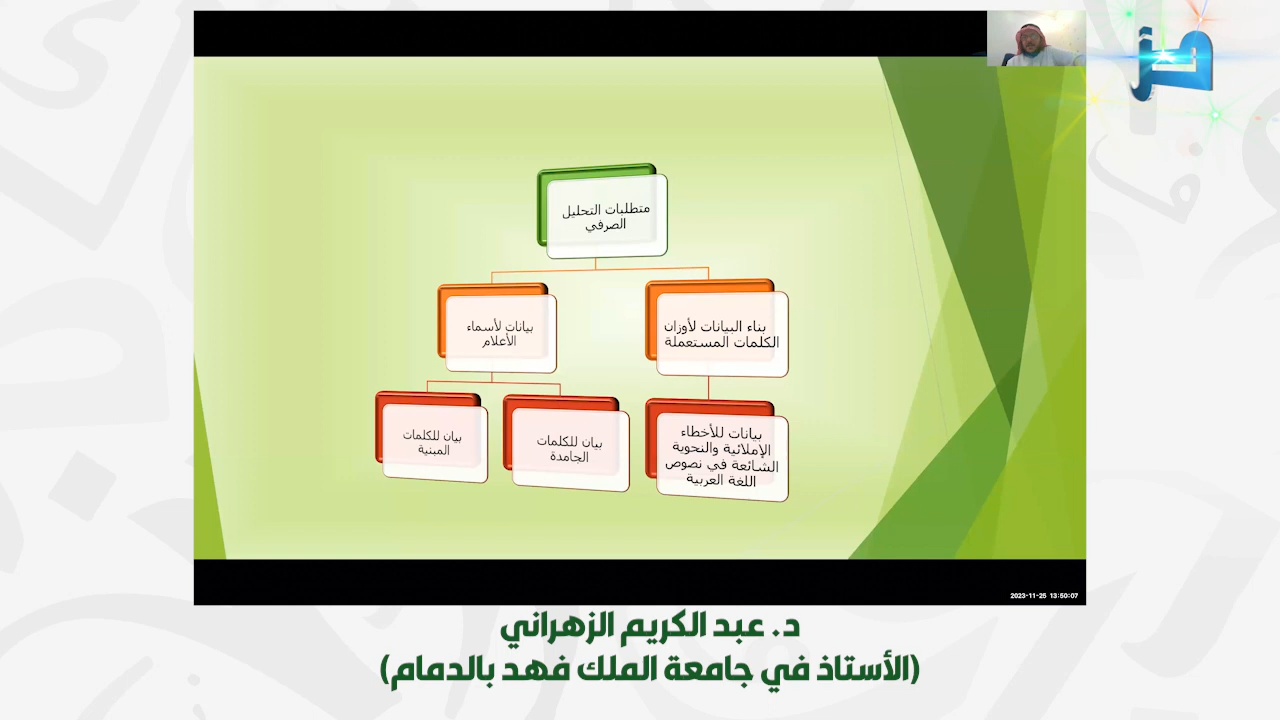 متطلبات التحليل
الصرفي
بناء البيانات لأوزان
الكلمات المستعملة
بيانات لأسماء
الأعلام
بيانات للأخطاء
الإملائية والنحوية
الشائعة في نصوص
اللغة العربية
بيان للكلمات
الجامدة
بيان للكلمات
المبنية
2023-11-25 13:50:07
د. عبد الكريم الزهراني
(الأستاذ في جامعة الملك فهد بالدمام)